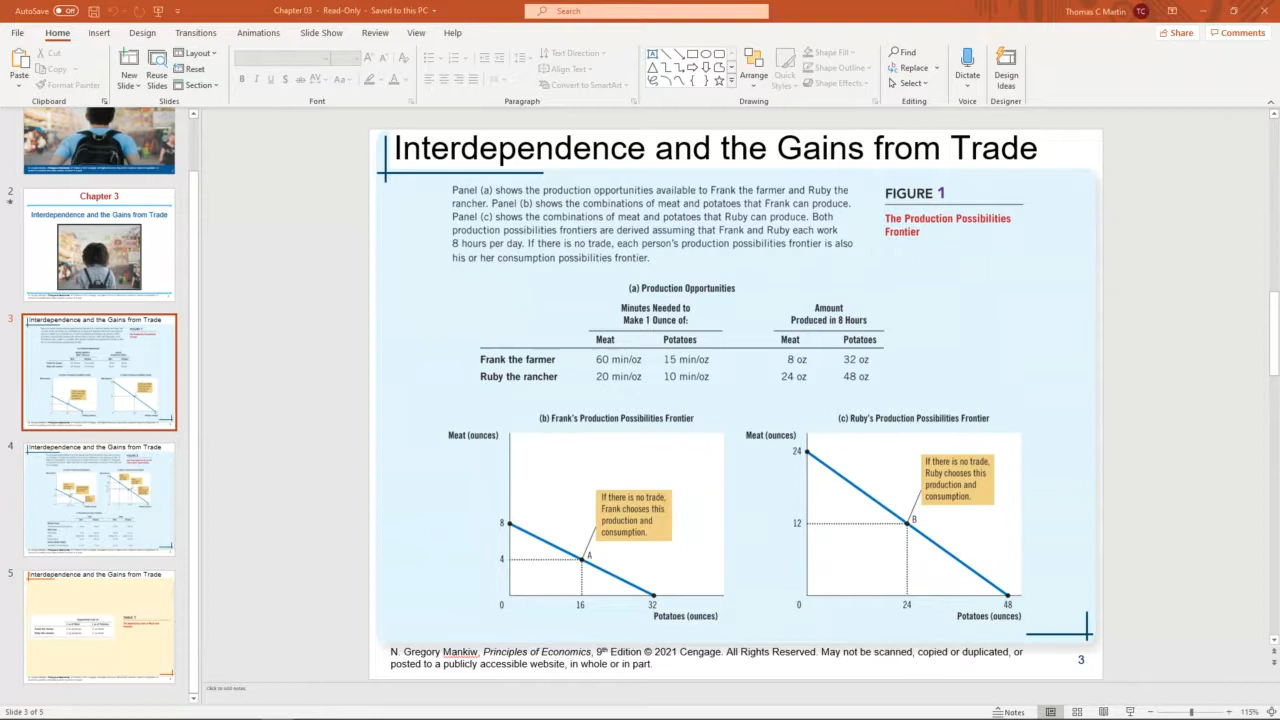 AutoSave Off
Chapter 03 - Read-Only - Saved to this PC
Search
Thomas C Martin TC
File Home Insert Draw Design Transitions Animations Slide Show Review View Help
Share Comments
Paste
Cut
Copy
Format Painter
Clipboard
New Slide
Reuse Slides
Layout
Reset
Section
Slides
Font
Text Direction
Align Text
Convert to SmartArt
Paragraph
Arrange
Quick Styles
Shape Fill
Shape Outline
Shape Effects
Drawing
Find
Replace
Select
Editing
Dictate
Voice
Design Ideas
Designer
2
Chapter 3
Interdependence and the Gains from Trade
3
Interdependence and the Gains from Trade
4
Interdependence and the Gains from Trade
5
Interdependence and the Gains from Trade
Interdependence and the Gains from Trade
Panel (a) shows the production opportunities available to Frank the farmer and Ruby the
rancher. Panel (b) shows the combinations of meat and potatoes that Frank can produce.
Panel (c) shows the combinations of meat and potatoes that Ruby can produce. Both
production possibilities frontiers are derived assuming that Frank and Ruby each work
8 hours per day. If there is no trade, each person's production possibilities frontier is also
his or her consumption possibilities frontier.
FIGURE 1
The Production Possibilities
Frontier
(a) Production Opportunities
Minutes Needed to
Make 1 Ounce of:
Amount
Produced in 8 Hours
Meat Potatoes Meat Potatoes
Frank the farmer 60 min/oz 15 min/oz 8 oz 32 oz
Ruby the rancher 20 min/oz 10 min/oz 24 oz 48 oz
(b) Frank's Production Possibilities Frontier
Meat (ounces)
If there is no trade,
Frank chooses this
production and
consumption.
A
4
0 16 32
Potatoes (ounces)
(c) Ruby's Production Possibilities Frontier
Meat (ounces)
24
If there is no trade,
Ruby chooses this
production and
consumption.
12
B
0 24 48
Potatoes (ounces)
N. Gregory Mankiw, Principles of Economics, 9th Edition © 2021 Cengage. All Rights Reserved. May not be scanned, copied or duplicated, or
posted to a publicly accessible website, in whole or in part.
3
Click to add notes
Slide 3 of 5
Notes
115%